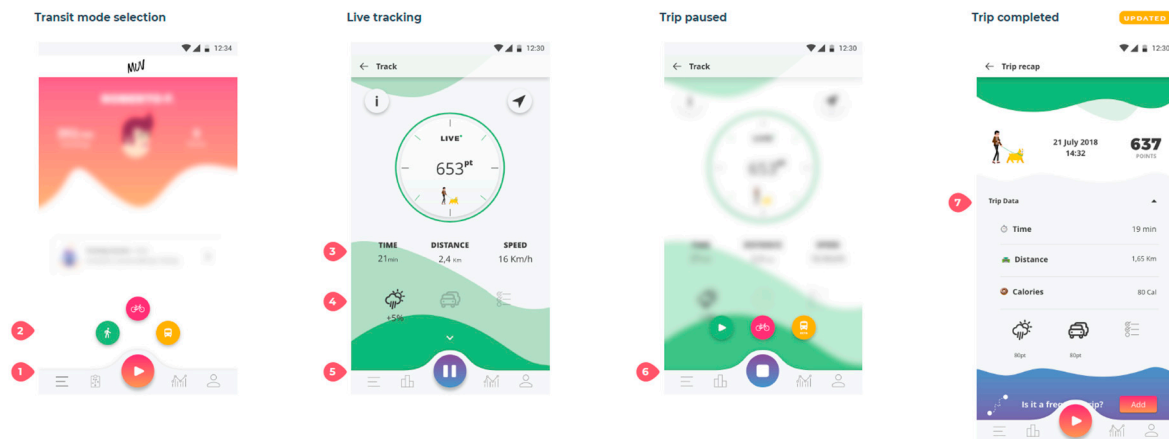 Transit mode selection
Live tracking
Trip paused
Trip completed
UPDATED
12:34
12:30
12:30
12:30
MUV
Track
Track
Trip recap
i
LIVE
653pt
21 July 2018
14:32
637
POINTS
7
Trip Data
Time
19 min
3
TIME
DISTANCE
SPEED
21min
2,4 Km
16 Km/h
Distance
1,65 Km
4
+5%
Calories
80 Cal
2
80pt
80pt
1
5
6
Is it a fre
rip?
Add